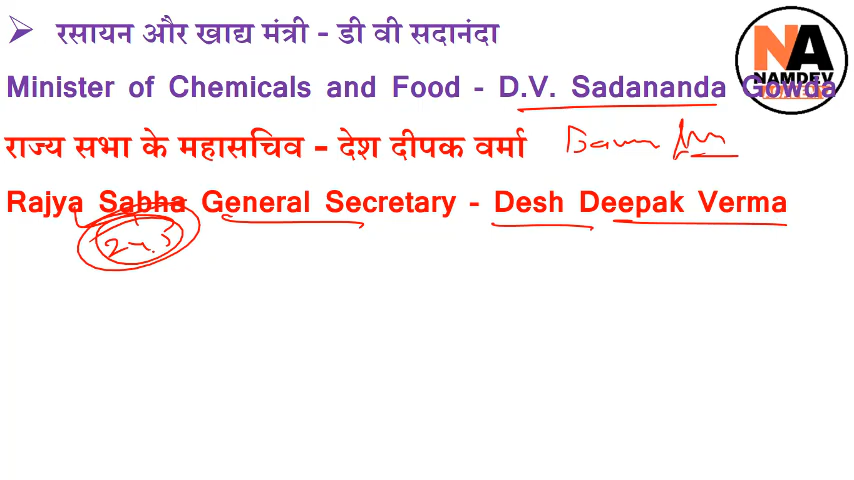 ➢ रसायन और खाद्य मंत्री - डी वी सदानंदा
Minister of Chemicals and Food - D.V. Sadananda Gowda
राज्य सभा के महासचिव - देश दीपक वर्मा
Rajya Sabha General Secretary - Desh Deepak Verma
NA
NAMDEV